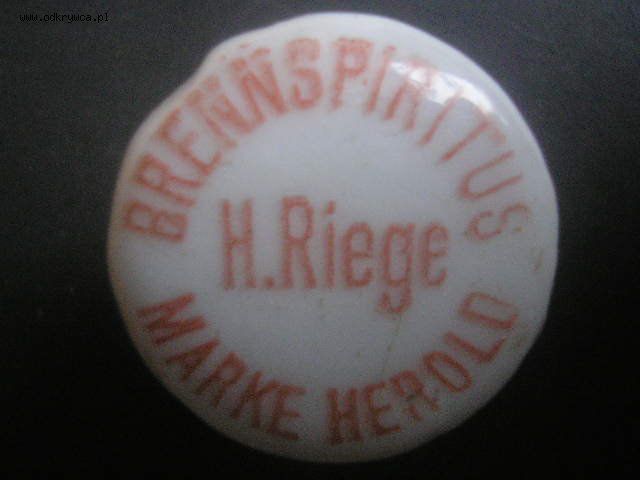 www.odkrywca.pl
BRENNSPIRITUS
H.Riege
MARKE HEROLD